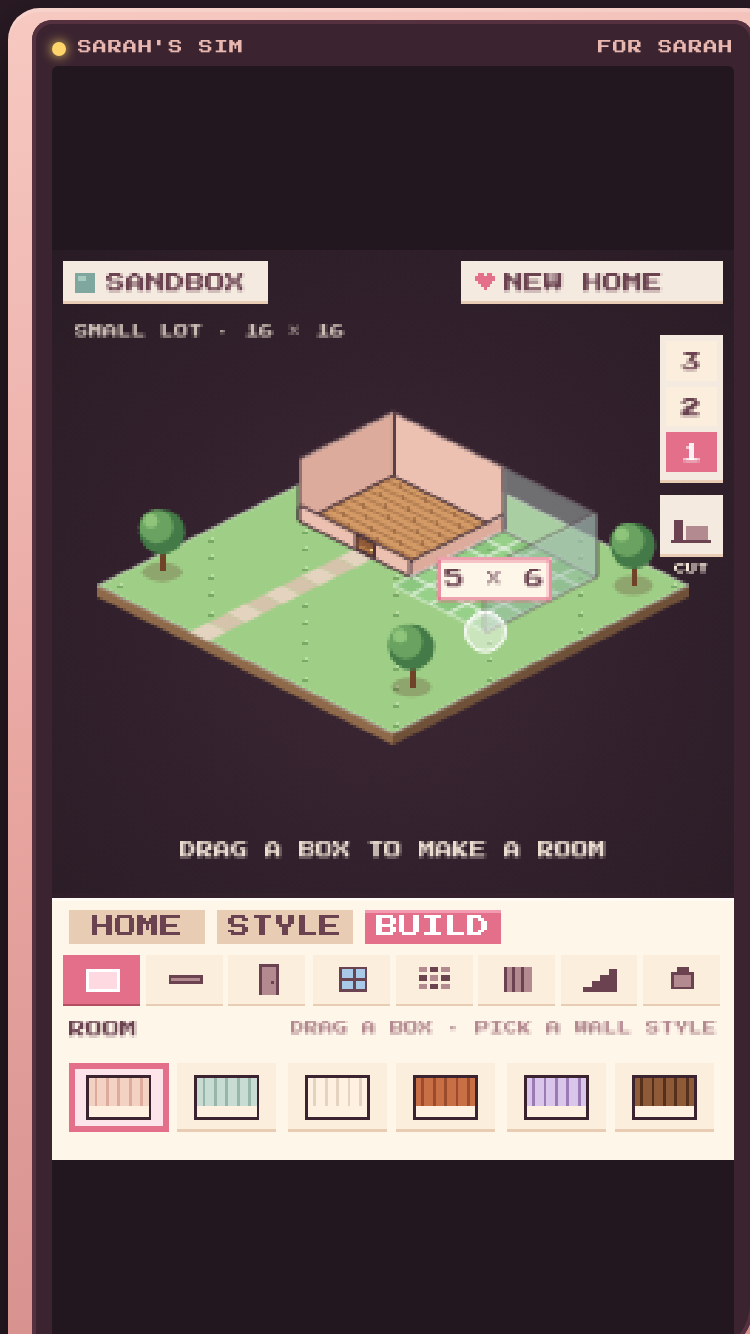 SARAH'S SIM
FOR SARAH
SANDBOX
NEW HOME
SMALL LOT · 16 × 16
3
2
1
CUT
5 × 6
DRAG A BOX TO MAKE A ROOM
HOME
STYLE
BUILD
ROOM
DRAG A BOX · PICK A WALL STYLE